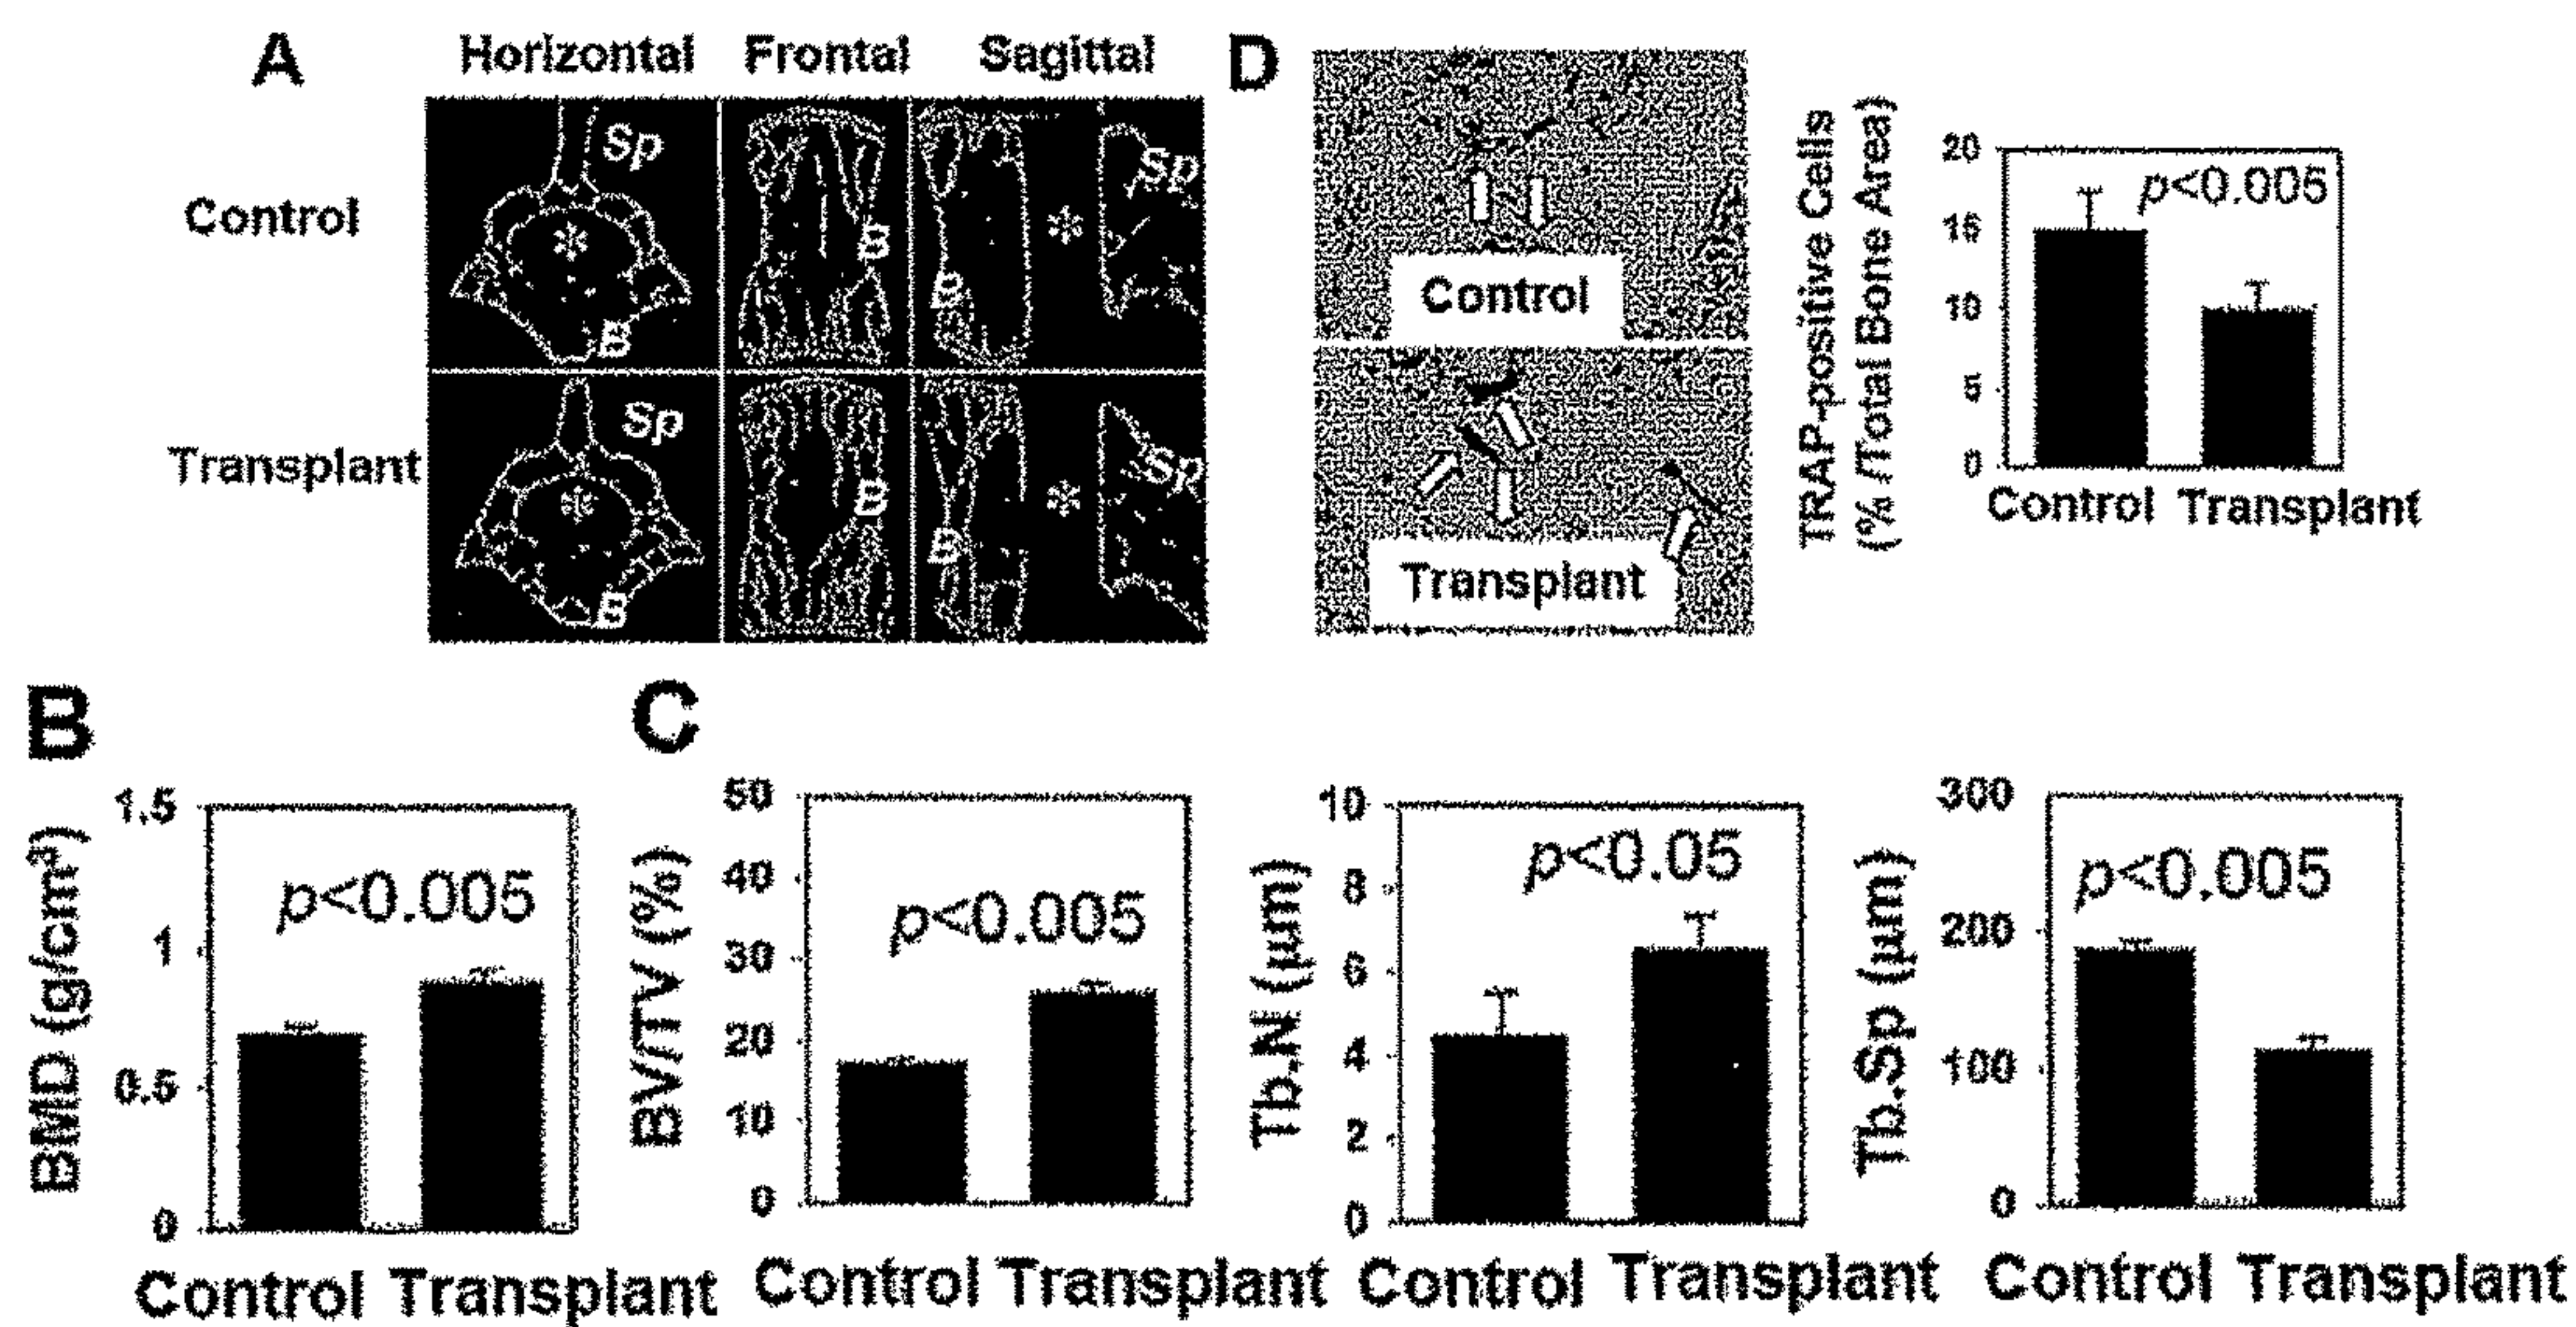 A
Horizontal Frontal Sagittal
Control
Sp
*
B
B
Sp
*
B
Transplant
Sp
*
B
B
Sp
*
B
D
Control
Transplant
TRAP-positive Cells
(% /Total Bone Area)
20
15
10
5
0
p<0.005
Control Transplant
B
BMD (g/cm³)
1.5
1
0.5
0
p<0.005
Control Transplant
C
BV/TV (%)
50
40
30
20
10
0
p<0.005
Control Transplant
Tb.N (μm)
10
8
6
4
2
0
p<0.05
Control Transplant
Tb.Sp (μm)
300
200
100
0
p<0.005
Control Transplant